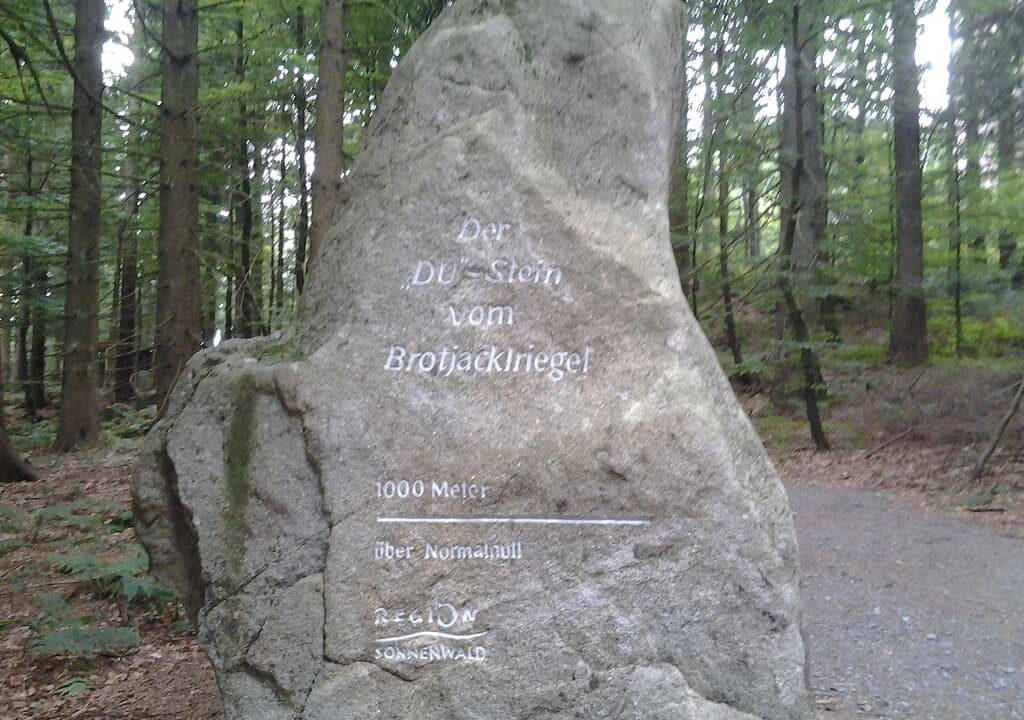 Der
„DU"-Stein
vom
Brotjacklriegel
1000 Meter
über Normalnull
REGION
SONNENWALD